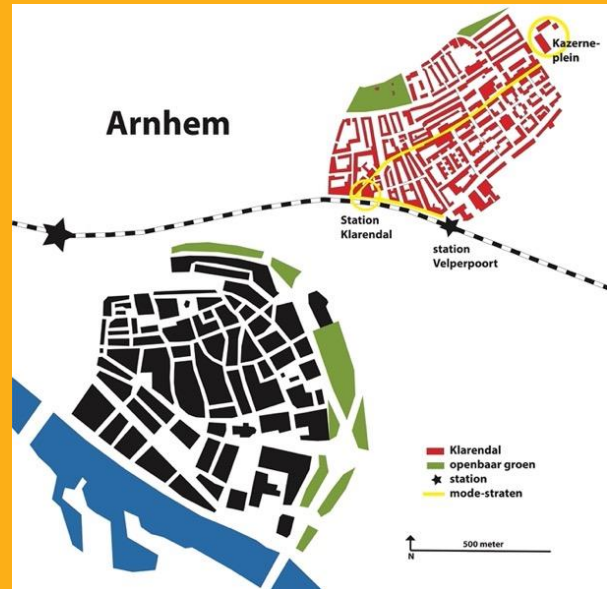 Kazerne-
plein
Arnhem
Station
Klarendal
station
Velperpoort
Klarendal
openbaar groen
station
mode-straten
500 meter
N